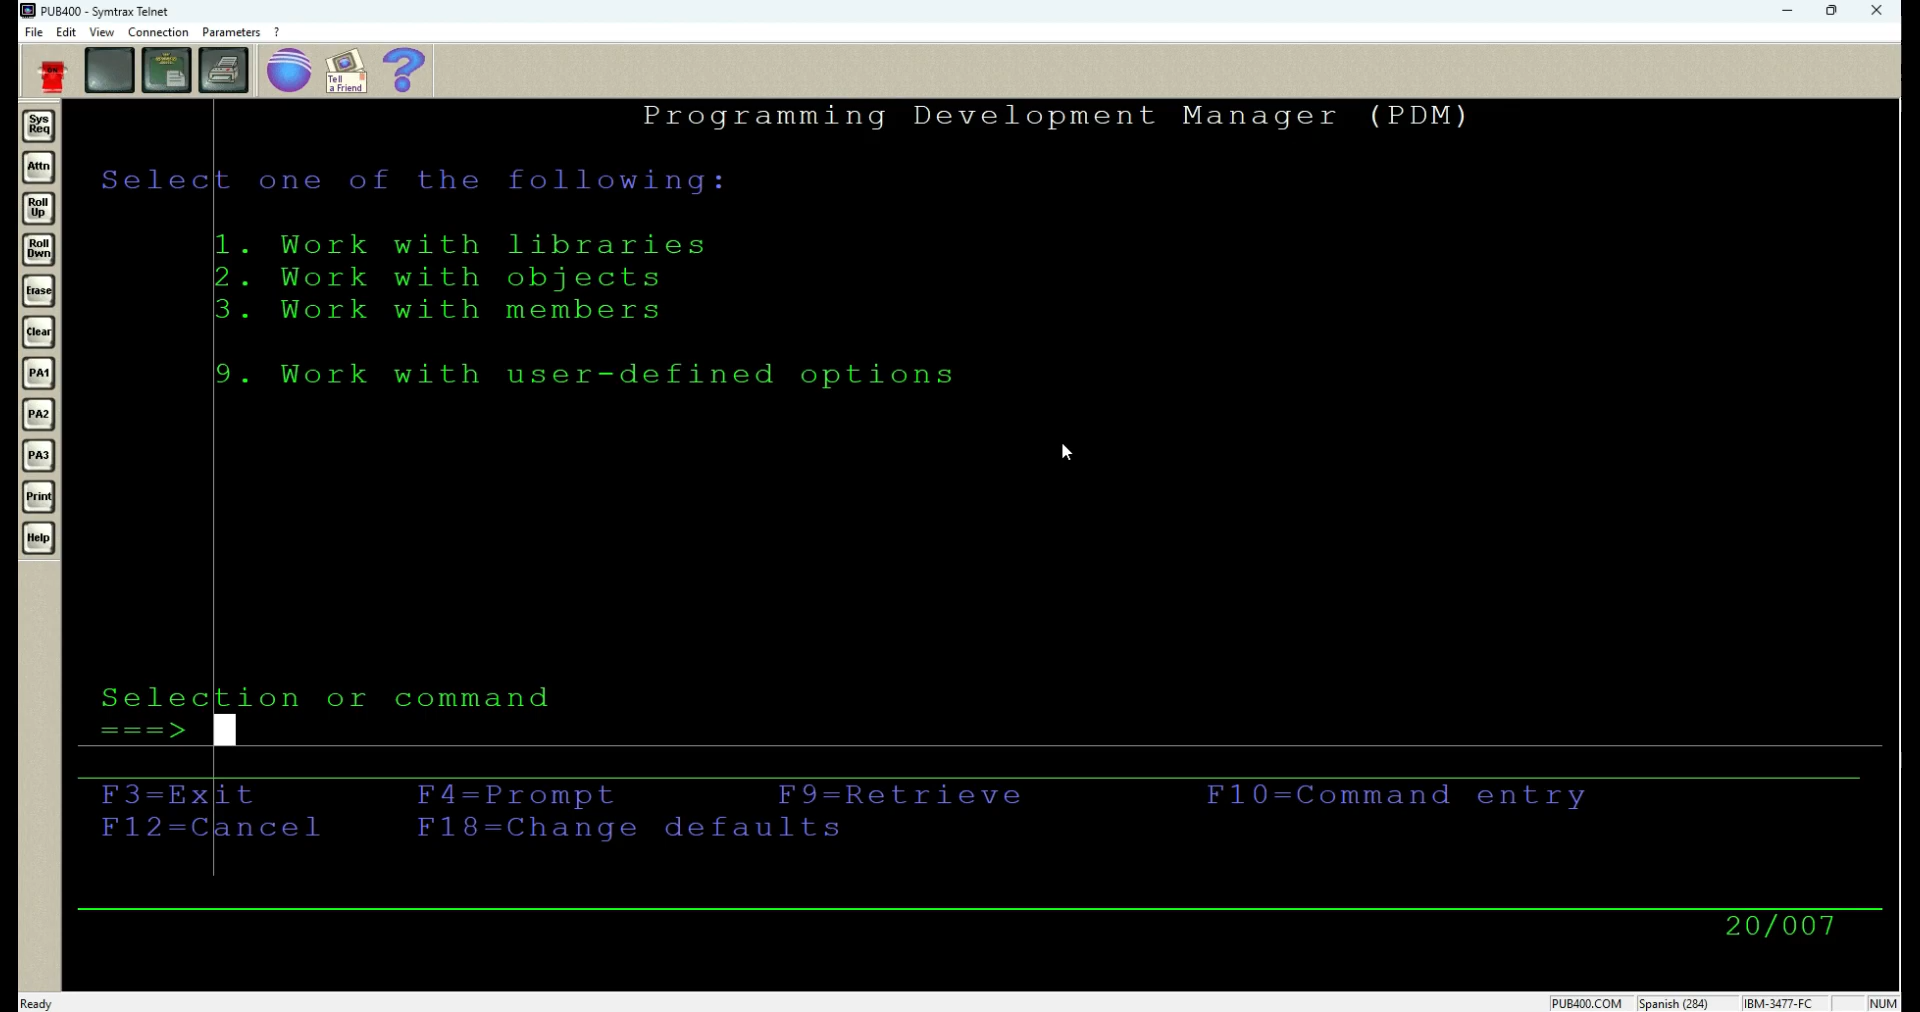 PUB400 - Symtrax Telnet
File Edit View Connection Parameters ?
ON
Tell
a Friend
Sys
Req
Attn
Roll
Up
Roll
Dwn
Erase
Clear
PA1
PA2
PA3
Print
Help
Programming Development Manager (PDM)
Select one of the following:
1. Work with libraries
2. Work with objects
3. Work with members
9. Work with user-defined options
Selection or command
===>
F3=Exit F4=Prompt F9=Retrieve F10=Command entry
F12=Cancel F18=Change defaults
20/007
Ready PUB400.COM Spanish (284) IBM-3477-FC NUM